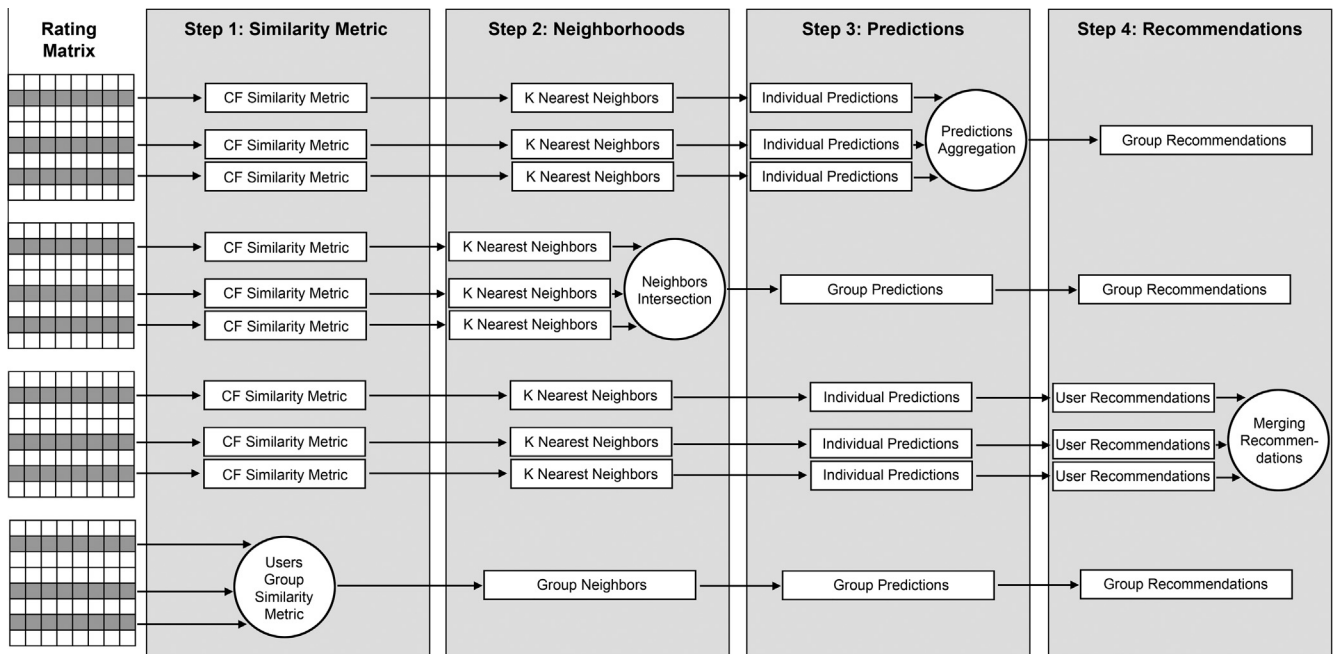 Rating
Matrix
Step 1: Similarity Metric
Step 2: Neighborhoods
Step 3: Predictions
Step 4: Recommendations
CF Similarity Metric
K Nearest Neighbors
Individual Predictions
CF Similarity Metric
K Nearest Neighbors
Individual Predictions
CF Similarity Metric
K Nearest Neighbors
Individual Predictions
Predictions
Aggregation
Group Recommendations
CF Similarity Metric
K Nearest Neighbors
CF Similarity Metric
K Nearest Neighbors
CF Similarity Metric
K Nearest Neighbors
Neighbors
Intersection
Group Predictions
Group Recommendations
CF Similarity Metric
K Nearest Neighbors
Individual Predictions
User Recommendations
CF Similarity Metric
K Nearest Neighbors
Individual Predictions
User Recommendations
CF Similarity Metric
K Nearest Neighbors
Individual Predictions
User Recommendations
Merging
Recommen-
dations
Users
Group
Similarity
Metric
Group Neighbors
Group Predictions
Group Recommendations